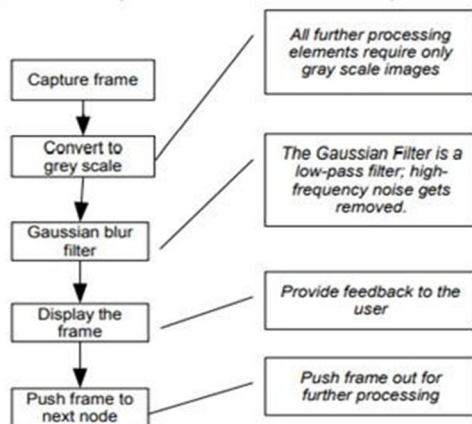 Capture frame
Convert to
grey scale
Gaussian blur
filter
Display the
frame
Push frame to
next node
All further processing
elements require only
gray scale images
The Gaussian Filter is a
low-pass filter; high-
frequency noise gets
removed.
Provide feedback to the
user
Push frame out for
further processing